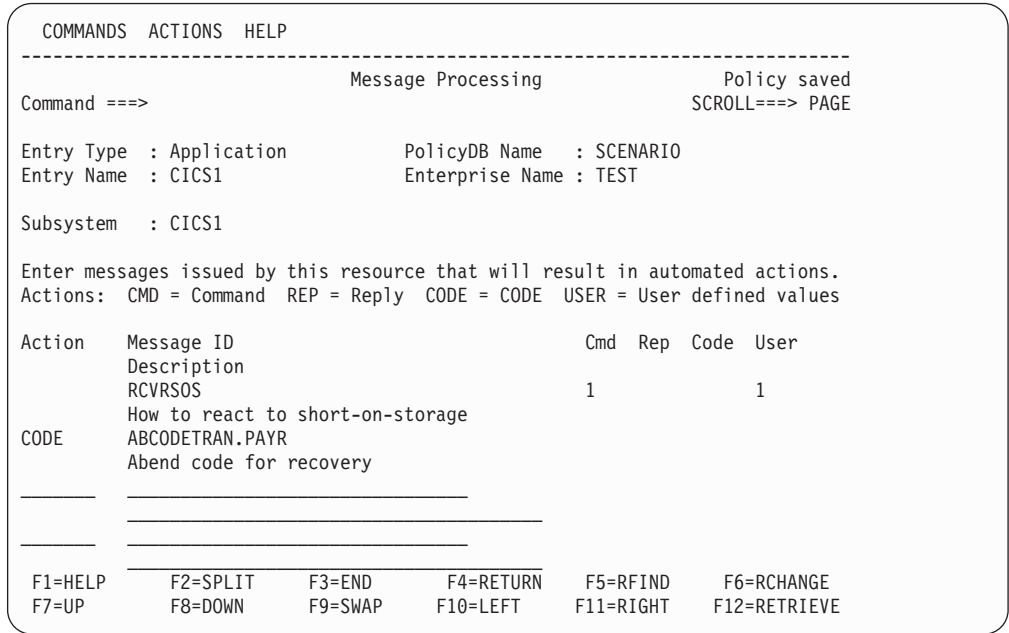 COMMANDS ACTIONS HELP
-------------------------------------------------------------------------------
Message Processing Policy saved
Command ===> SCROLL===> PAGE
Entry Type : Application PolicyDB Name : SCENARIO
Entry Name : CICS1 Enterprise Name : TEST
Subsystem : CICS1
Enter messages issued by this resource that will result in automated actions.
Actions: CMD = Command REP = Reply CODE = CODE USER = User defined values
Action Message ID Cmd Rep Code User
Description
RCVRSOS 1 1
How to react to short-on-storage
CODE ABCODETRAN.PAYR
Abend code for recovery
F1=HELP F2=SPLIT F3=END F4=RETURN F5=RFIND F6=RCHANGE
F7=UP F8=DOWN F9=SWAP F10=LEFT F11=RIGHT F12=RETRIEVE